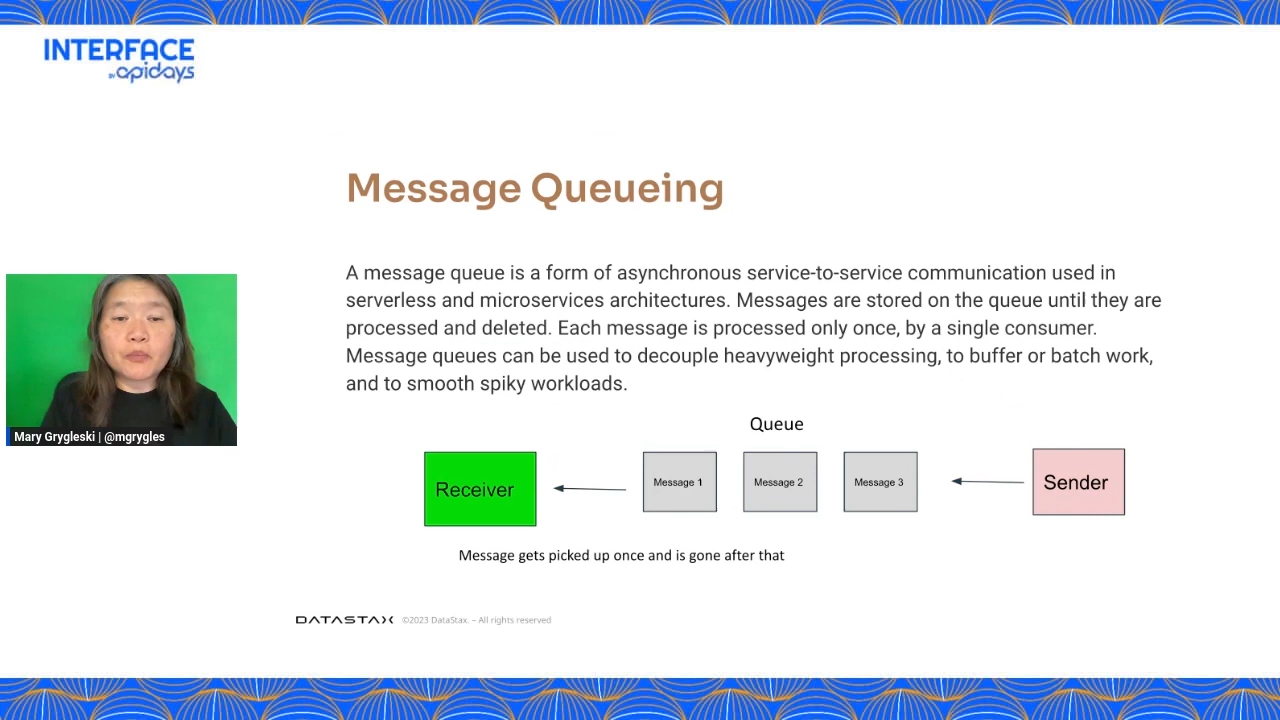 INTERFACE
BY apidays
Message Queueing
A message queue is a form of asynchronous service-to-service communication used in
serverless and microservices architectures. Messages are stored on the queue until they are
processed and deleted. Each message is processed only once, by a single consumer.
Message queues can be used to decouple heavyweight processing, to buffer or batch work,
and to smooth spiky workloads.
Queue
Receiver
Message 1
Message 2
Message 3
Sender
Message gets picked up once and is gone after that
Mary Grygleski | @mgrygles
DATASTAX ©2023 DataStax. – All rights reserved